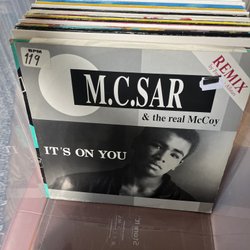 BPM
119
REMIX
M.C.SAR
& the real McCoy
IT'S ON YOU